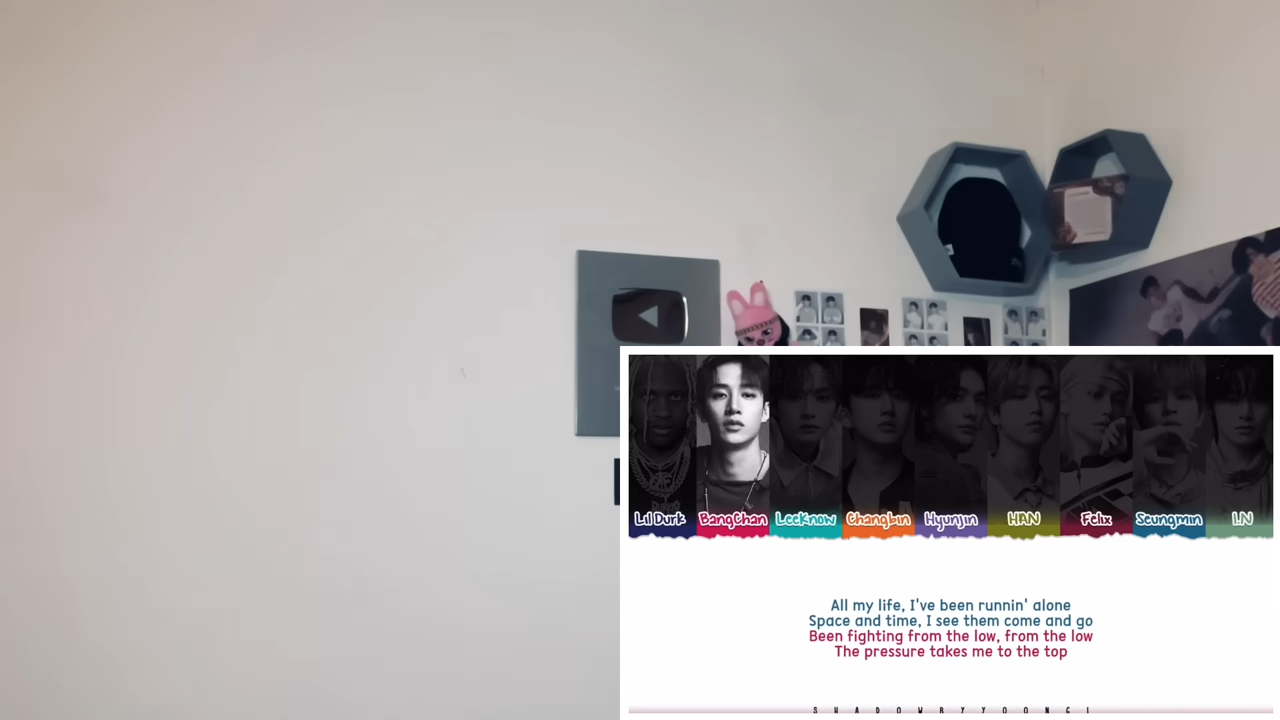 Lil Durk BangChan LeeKnow Changbin Hyunjin HAN Felix Seungmin I.N
All my life, I've been runnin' alone
Space and time, I see them come and go
Been fighting from the low, from the low
The pressure takes me to the top
SHADOWBYYOONGI